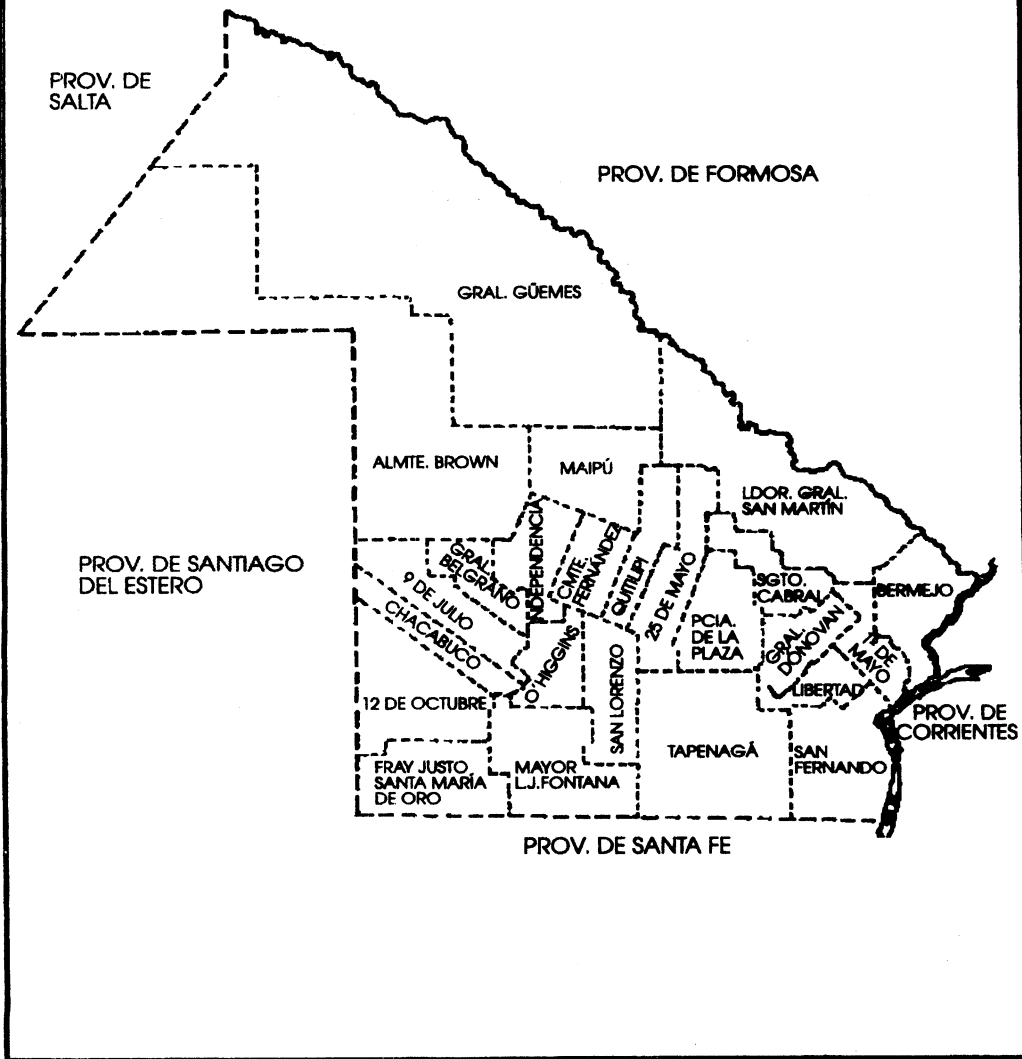 PROV. DE
SALTA
PROV. DE FORMOSA
GRAL. GÜEMES
ALMTE. BROWN
MAIPÚ
LDOR. GRAL.
SAN MARTÍN
PROV. DE SANTIAGO
DEL ESTERO
GRAL.
BELGRANO
INDEPENDENCIA
CMTE.
FERNÁNDEZ
QUITILIPI
25 DE MAYO
SGTO.
CABRAL
BERMEJO
9 DE JULIO
CHACABUCO
O'HIGGINS
SAN LORENZO
PCIA.
DE LA
PLAZA
GRAL.
DONOVAN
1º DE
MAYO
12 DE OCTUBRE
LIBERTAD
PROV. DE
CORRIENTES
FRAY JUSTO
SANTA MARÍA
DE ORO
MAYOR
L.J.FONTANA
TAPENAGÁ
SAN
FERNANDO
PROV. DE SANTA FE